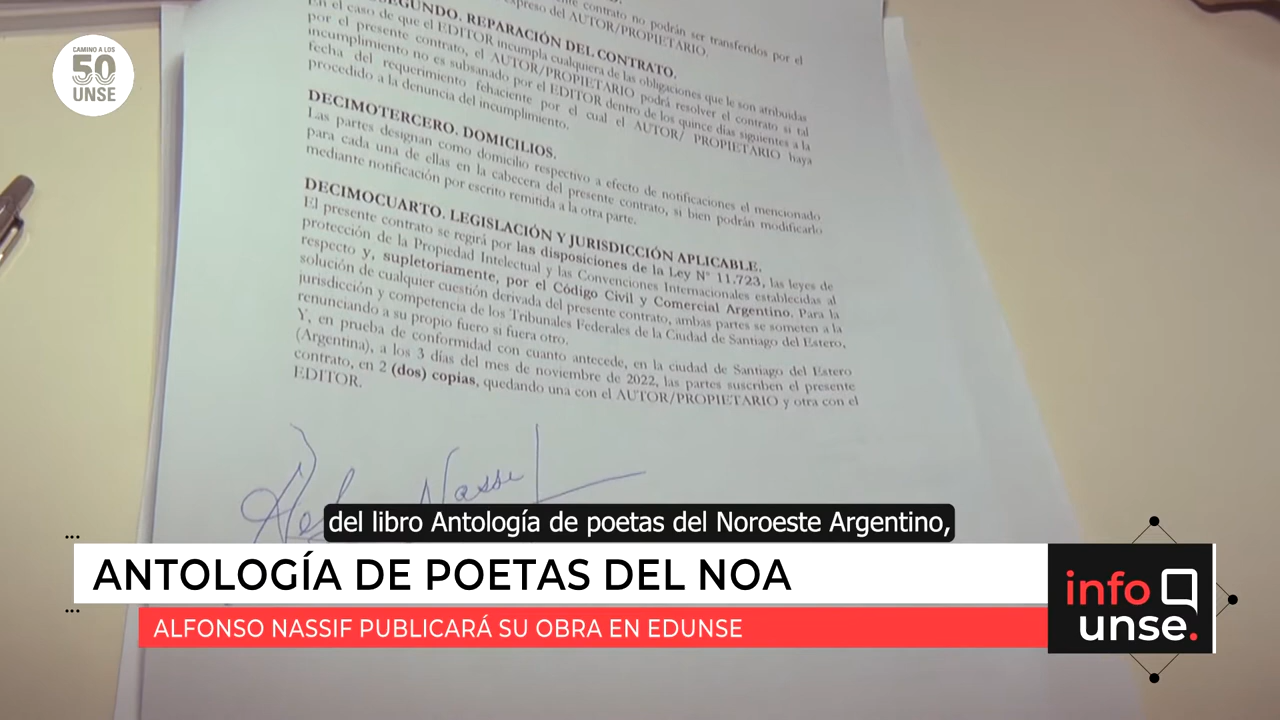 CAMINO A LOS
50
UNSE
contrato no podrán ser transferidos por el
expreso del AUTOR/PROPIETARIO.
SEGUNDO. REPARACIÓN DEL CONTRATO.
En el caso de que el EDITOR incumpla cualquiera de las obligaciones que le son atribuidas
por el presente contrato, el AUTOR/PROPIETARIO podrá resolver el contrato si tal
incumplimiento no es subsanado por el EDITOR dentro de los quince días siguientes a la
fecha del requerimiento fehaciente por el cual el AUTOR/ PROPIETARIO haya
procedido a la denuncia del incumplimiento.
DECIMOTERCERO. DOMICILIOS.
Las partes designan como domicilio respectivo a efecto de notificaciones el mencionado
para cada una de ellas en la cabecera del presente contrato, si bien podrán modificarlo
mediante notificación por escrito remitida a la otra parte.
DECIMOCUARTO. LEGISLACIÓN Y JURISDICCIÓN APLICABLE.
El presente contrato se regirá por las disposiciones de la Ley N° 11.723, las leyes de
protección de la Propiedad Intelectual y las Convenciones Internacionales establecidas al
respecto y, supletoriamente, por el Código Civil y Comercial Argentino. Para la
solución de cualquier cuestión derivada del presente contrato, ambas partes se someten a la
jurisdicción y competencia de los Tribunales Federales de la Ciudad de Santiago del Estero,
renunciando a su propio fuero si fuera otro.
Y, en prueba de conformidad con cuanto antecede, en la ciudad de Santiago del Estero
(Argentina), a los 3 días del mes de noviembre de 2022, las partes suscriben el presente
contrato, en 2 (dos) copias, quedando una con el AUTOR/PROPIETARIO y otra con el
EDITOR.
Nassif
del libro Antología de poetas del Noroeste Argentino,
ANTOLOGÍA DE POETAS DEL NOA
ALFONSO NASSIF PUBLICARÁ SU OBRA EN EDUNSE
info
unse.